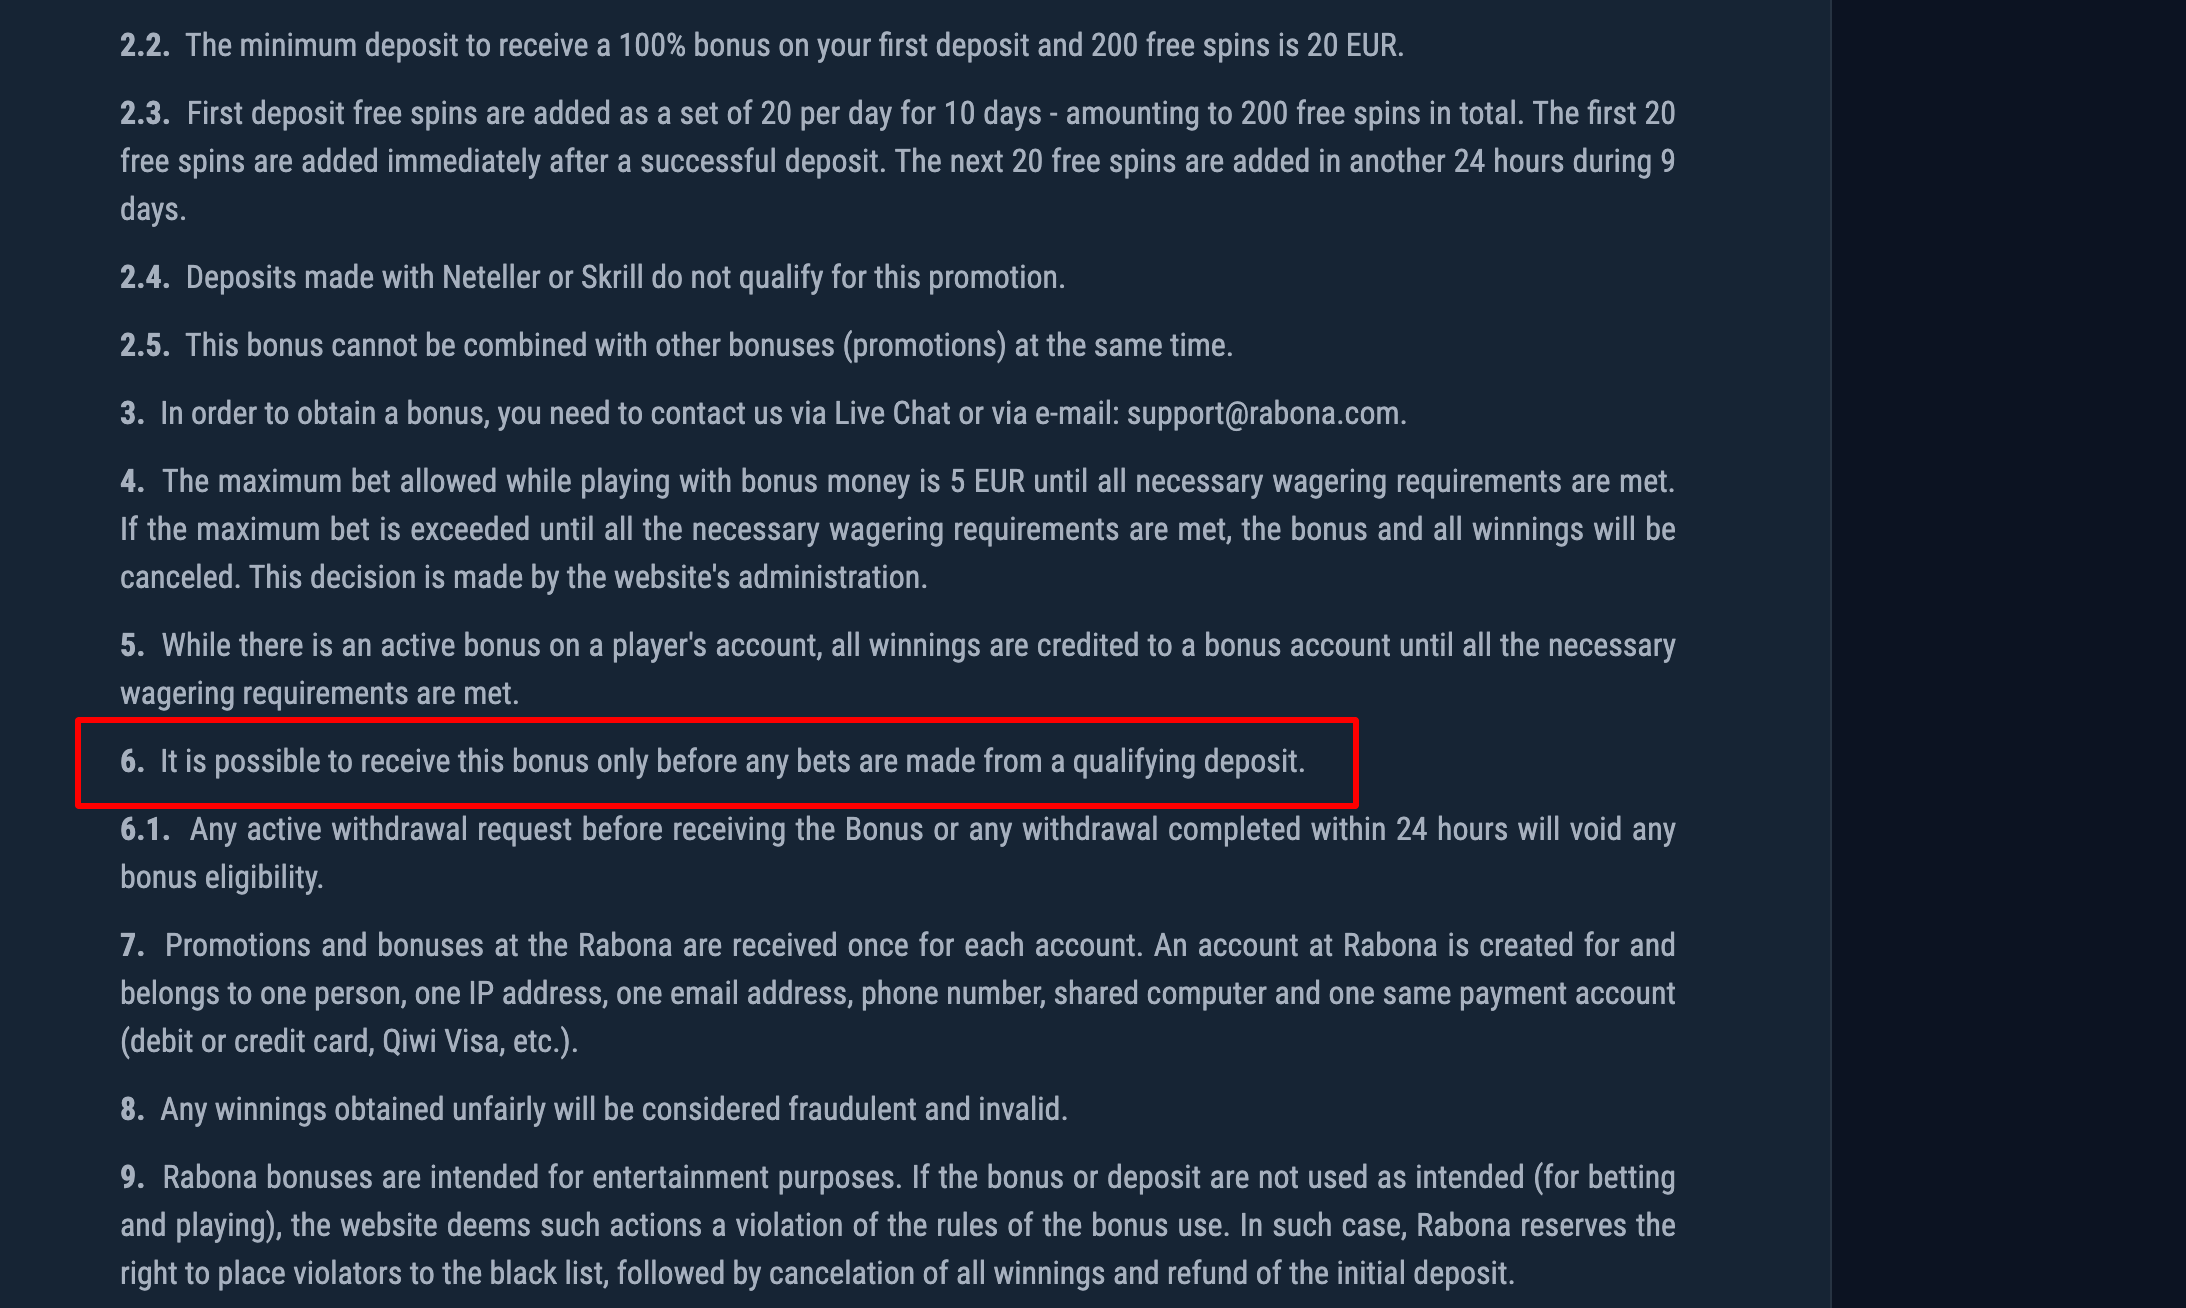 2.2. The minimum deposit to receive a 100% bonus on your first deposit and 200 free spins is 20 EUR.
2.3. First deposit free spins are added as a set of 20 per day for 10 days - amounting to 200 free spins in total. The first 20
free spins are added immediately after a successful deposit. The next 20 free spins are added in another 24 hours during 9
days.
2.4. Deposits made with Neteller or Skrill do not qualify for this promotion.
2.5. This bonus cannot be combined with other bonuses (promotions) at the same time.
3. In order to obtain a bonus, you need to contact us via Live Chat or via e-mail: support@rabona.com.
4. The maximum bet allowed while playing with bonus money is 5 EUR until all necessary wagering requirements are met.
If the maximum bet is exceeded until all the necessary wagering requirements are met, the bonus and all winnings will be
canceled. This decision is made by the website's administration.
5. While there is an active bonus on a player's account, all winnings are credited to a bonus account until all the necessary
wagering requirements are met.
6. It is possible to receive this bonus only before any bets are made from a qualifying deposit.
6.1. Any active withdrawal request before receiving the Bonus or any withdrawal completed within 24 hours will void any
bonus eligibility.
7. Promotions and bonuses at the Rabona are received once for each account. An account at Rabona is created for and
belongs to one person, one IP address, one email address, phone number, shared computer and one same payment account
(debit or credit card, Qiwi Visa, etc.).
8. Any winnings obtained unfairly will be considered fraudulent and invalid.
9. Rabona bonuses are intended for entertainment purposes. If the bonus or deposit are not used as intended (for betting
and playing), the website deems such actions a violation of the rules of the bonus use. In such case, Rabona reserves the
right to place violators to the black list, followed by cancelation of all winnings and refund of the initial deposit.